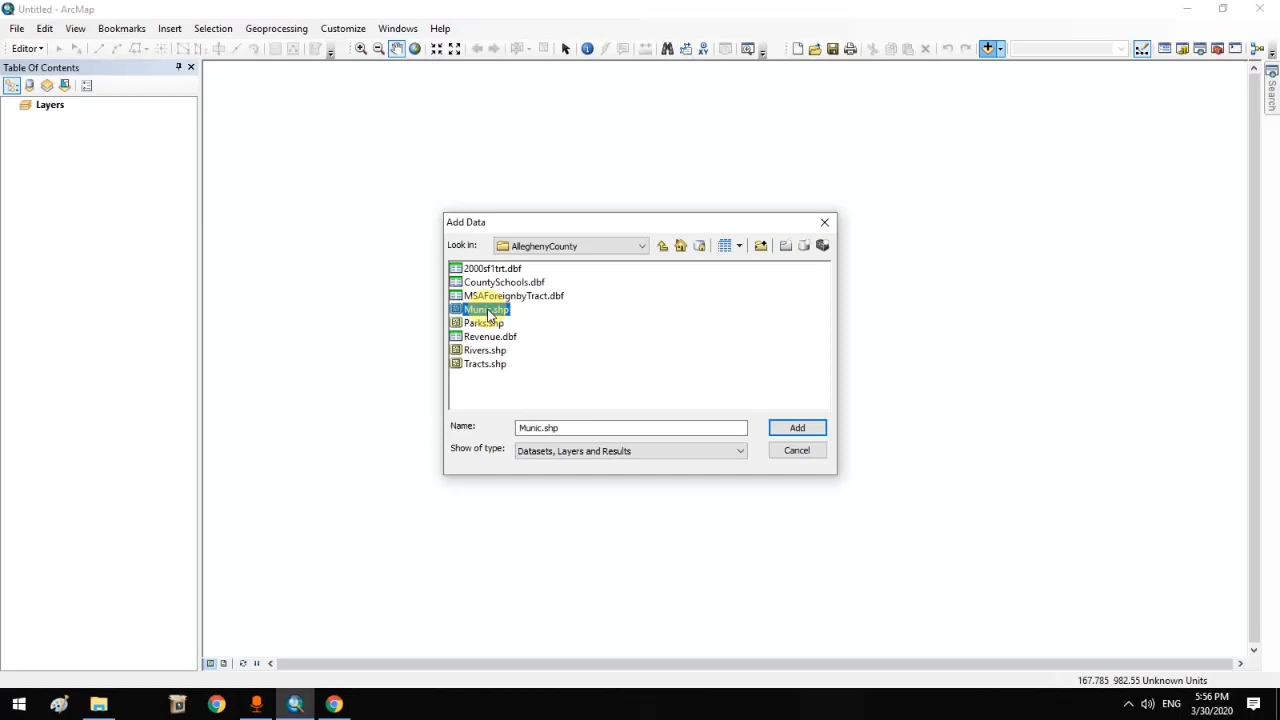 Untitled - ArcMap
File Edit View Bookmarks Insert Selection Geoprocessing Customize Windows Help
Editor
Table Of Contents
Layers
Search
Add Data
Look in: AlleghenyCounty
2000sf1trt.dbf
CountySchools.dbf
MSAForeignbyTract.dbf
Munic.shp
Parks.shp
Revenue.dbf
Rivers.shp
Tracts.shp
Name: Munic.shp Add
Show of type: Datasets, Layers and Results Cancel
167.785 982.55 Unknown Units
ENG
5:56 PM
3/30/2020